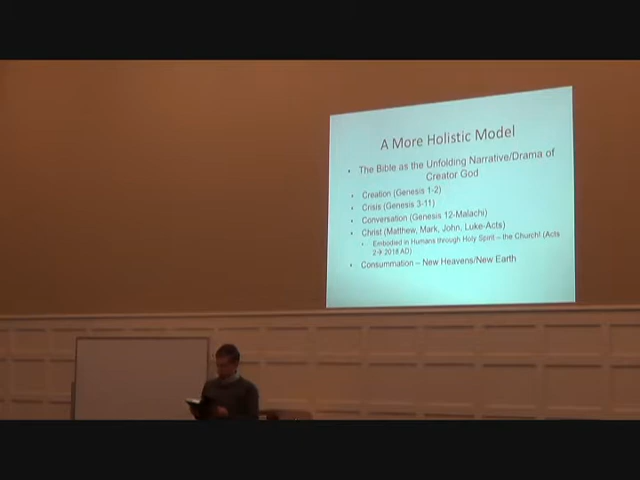 A More Holistic Model
• The Bible as the Unfolding Narrative/Drama of
Creator God
• Creation (Genesis 1-2)
• Crisis (Genesis 3-11)
• Conversation (Genesis 12-Malachi)
• Christ (Matthew, Mark, John, Luke-Acts)
• Embodied in Humans through Holy Spirit – the Church! (Acts
2→ 2018 AD)
• Consummation – New Heavens/New Earth